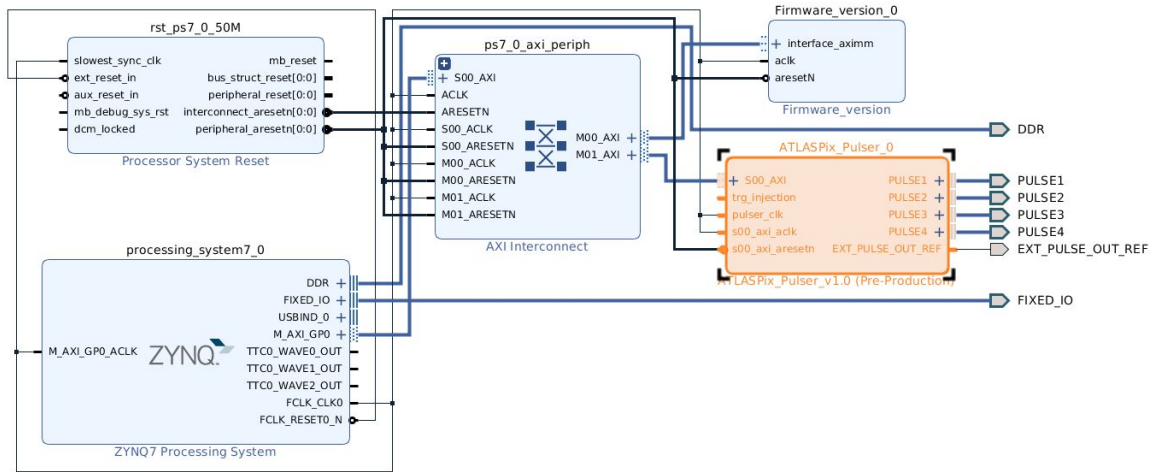 rst_ps7_0_50M
slowest_sync_clk
ext_reset_in
aux_reset_in
mb_debug_sys_rst
dcm_locked
mb_reset
bus_struct_reset[0:0]
peripheral_reset[0:0]
interconnect_aresetn[0:0]
peripheral_aresetn[0:0]
Processor System Reset
ps7_0_axi_periph
S00_AXI
ACLK
ARESETN
S00_ACLK
S00_ARESETN
M00_ACLK
M00_ARESETN
M01_ACLK
M01_ARESETN
M00_AXI
M01_AXI
AXI Interconnect
Firmware_version_0
interface_aximm
aclk
aresetN
Firmware_version
ATLASPix_Pulser_0
S00_AXI
trg_injection
pulser_clk
s00_axi_aclk
s00_axi_aresetn
PULSE1
PULSE2
PULSE3
PULSE4
EXT_PULSE_OUT_REF
ATLASPix_Pulser_v1.0 (Pre-Production)
DDR
PULSE1
PULSE2
PULSE3
PULSE4
EXT_PULSE_OUT_REF
FIXED_IO
processing_system7_0
M_AXI_GP0_ACLK
ZYNQ
DDR
FIXED_IO
USBIND_0
M_AXI_GP0
TTC0_WAVE0_OUT
TTC0_WAVE1_OUT
TTC0_WAVE2_OUT
FCLK_CLK0
FCLK_RESET0_N
ZYNQ7 Processing System